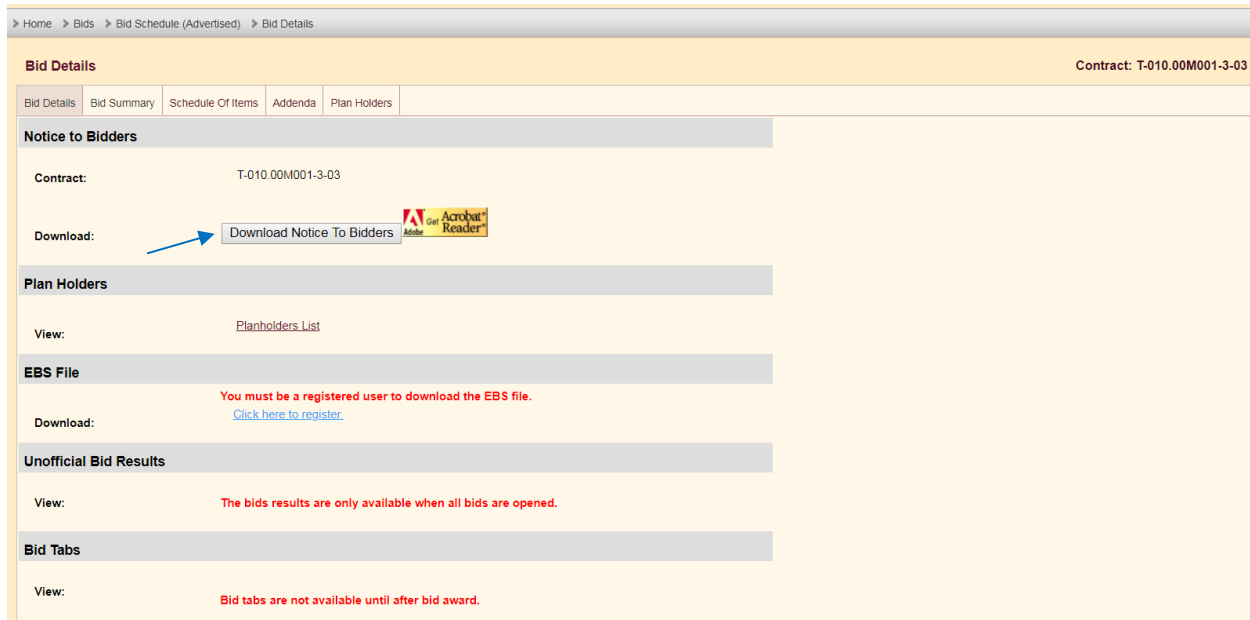 Home Bids Bid Schedule (Advertised) Bid Details
Bid Details Contract: T-010.00M001-3-03
Bid Details Bid Summary Schedule Of Items Addenda Plan Holders
Notice to Bidders
Contract: T-010.00M001-3-03
Download: Download Notice To Bidders Adobe Get Acrobat® Reader®
Plan Holders
View: Planholders List
EBS File
You must be a registered user to download the EBS file.
Click here to register.
Download:
Unofficial Bid Results
View: The bids results are only available when all bids are opened.
Bid Tabs
View: Bid tabs are not available until after bid award.